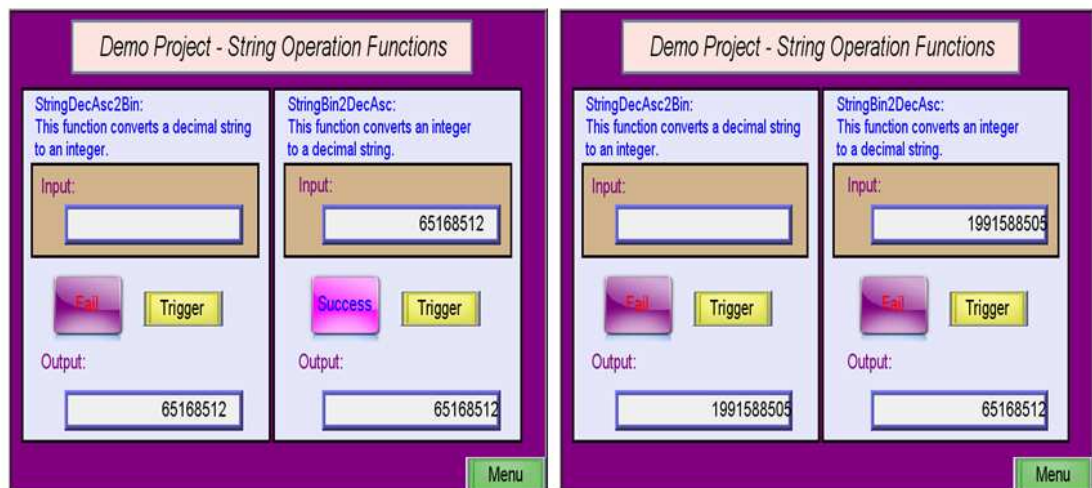 Demo Project - String Operation Functions
StringDecAsc2Bin:
This function converts a decimal string
to an integer.
Input:
Fail
Trigger
Output:
65168512
StringBin2DecAsc:
This function converts an integer
to a decimal string.
Input:
65168512
Success
Trigger
Output:
65168512
Menu
Demo Project - String Operation Functions
StringDecAsc2Bin:
This function converts a decimal string
to an integer.
Input:
Fail
Trigger
Output:
1991588505
StringBin2DecAsc:
This function converts an integer
to a decimal string.
Input:
1991588505
Fail
Trigger
Output:
65168512
Menu